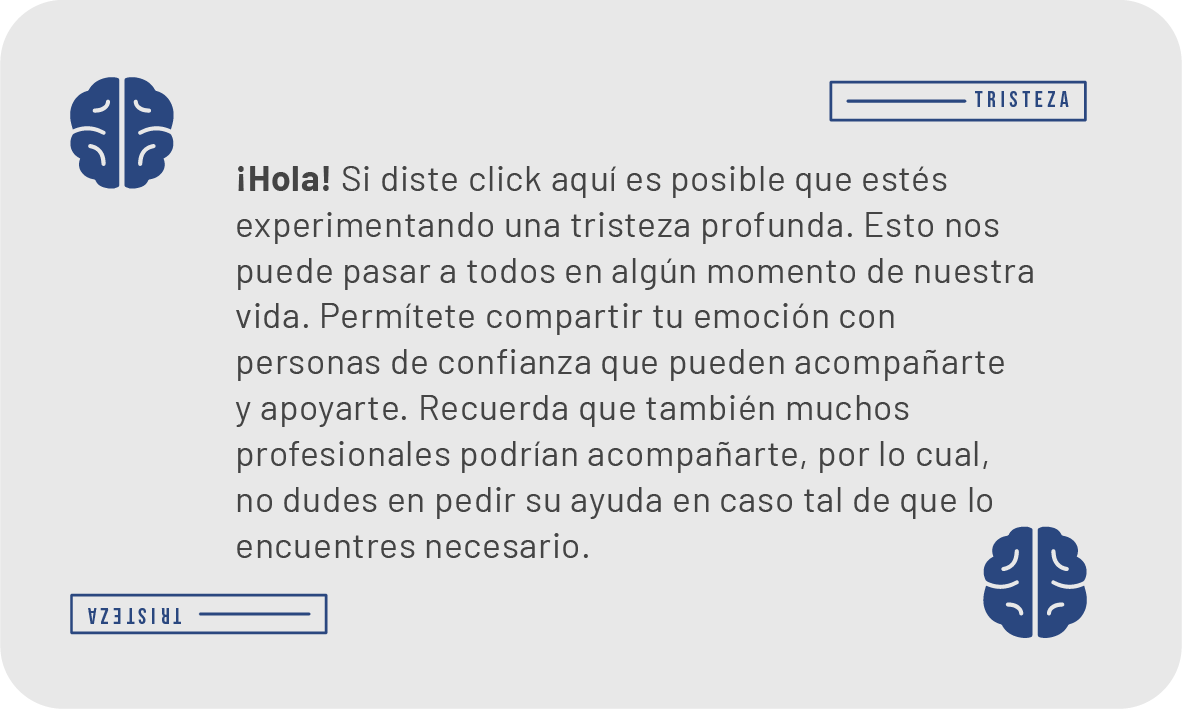 TRISTEZA
¡Hola! Si diste click aquí es posible que estés
experimentando una tristeza profunda. Esto nos
puede pasar a todos en algún momento de nuestra
vida. Permítete compartir tu emoción con
personas de confianza que pueden acompañarte
y apoyarte. Recuerda que también muchos
profesionales podrían acompañarte, por lo cual,
no dudes en pedir su ayuda en caso tal de que lo
encuentres necesario.
TRISTEZA